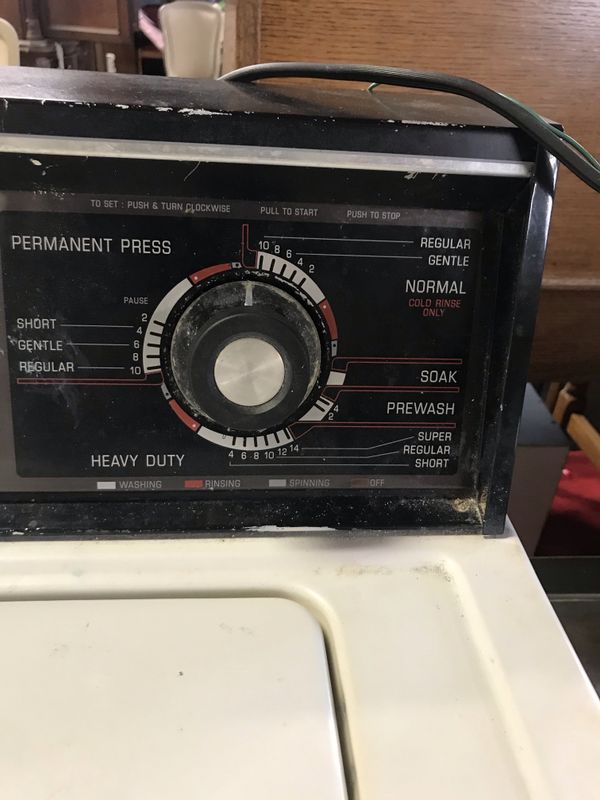 TO SET : PUSH & TURN CLOCKWISE PULL TO START PUSH TO STOP
PERMANENT PRESS
10 8 6 4 2
REGULAR
GENTLE
NORMAL
COLD RINSE
ONLY
PAUSE
SHORT
GENTLE
REGULAR
2
4
6
8
10
SOAK
PREWASH
4
2
SUPER
REGULAR
SHORT
4 6 8 10 12 14
HEAVY DUTY
WASHING RINSING SPINNING OFF